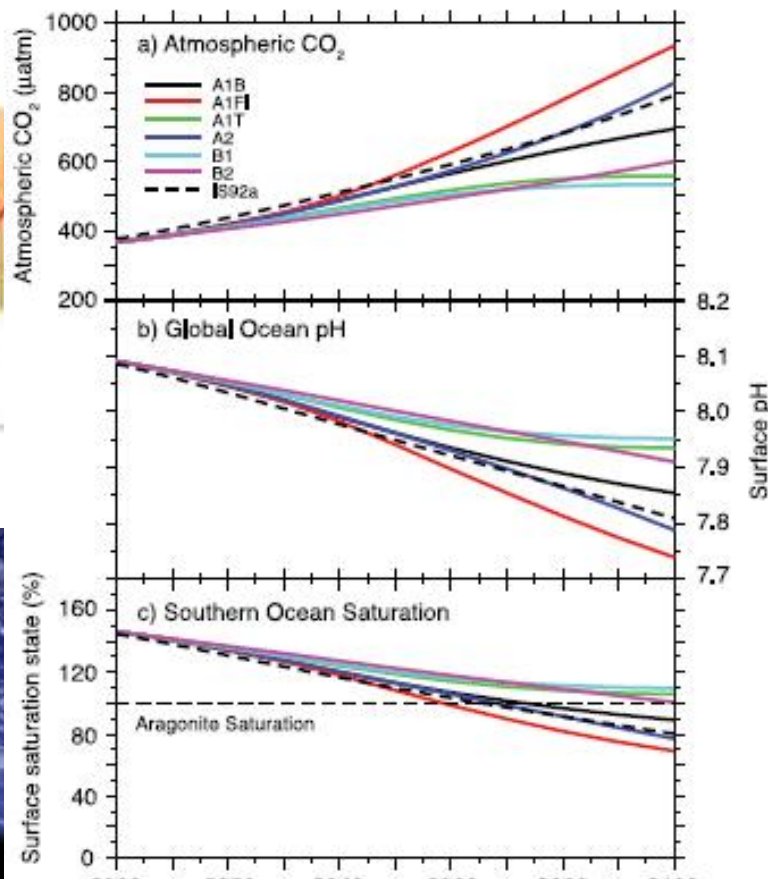 1000
800
600
400
200
Atmospheric CO₂ (µatm)
a) Atmospheric CO₂
A1B
A1FI
A1T
A2
B1
B2
IS92a
b) Global Ocean pH
8.2
8.1
8.0
7.9
7.8
7.7
Surface pH
c) Southern Ocean Saturation
Aragonite Saturation
160
120
80
40
0
Surface saturation state (%)